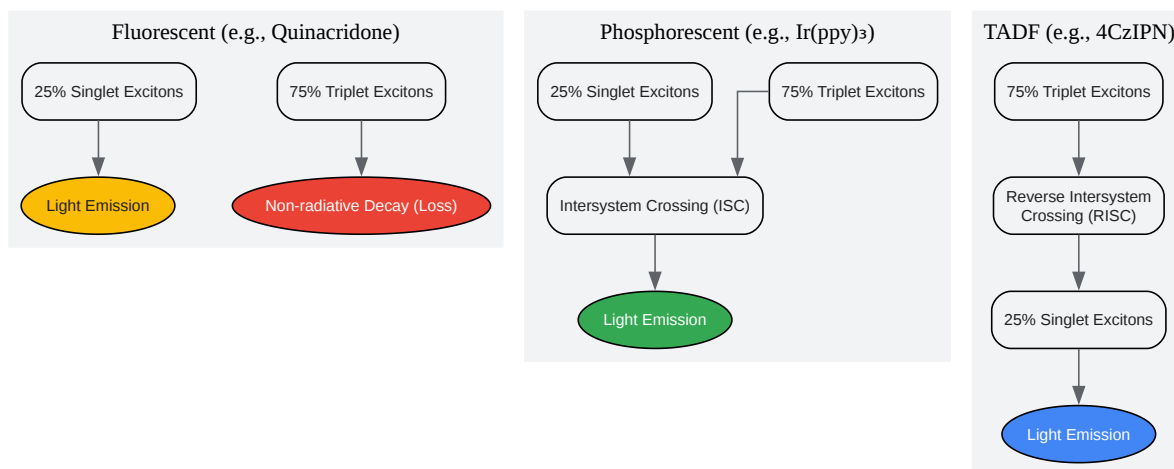 Fluorescent (e.g., Quinacridone)
25% Singlet Excitons
75% Triplet Excitons
Light Emission
Non-radiative Decay (Loss)
Phosphorescent (e.g., Ir(ppy)₃)
25% Singlet Excitons
75% Triplet Excitons
Intersystem Crossing (ISC)
Light Emission
TADF (e.g., 4CzIPN)
75% Triplet Excitons
Reverse Intersystem
Crossing (RISC)
25% Singlet Excitons
Light Emission